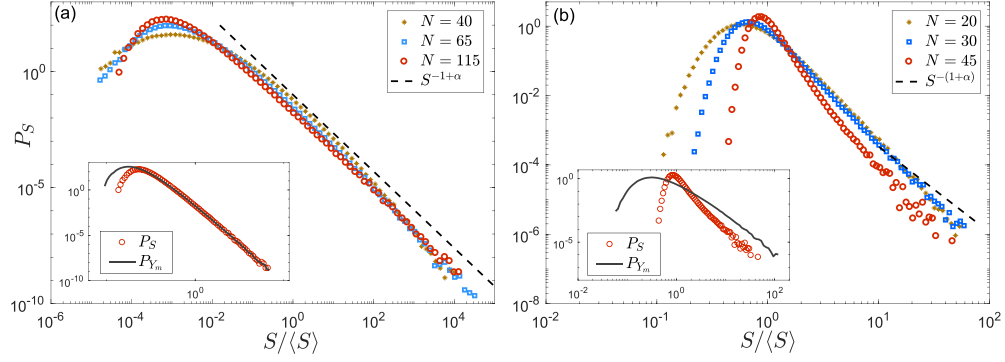 (a)
N = 40
N = 65
N = 115
S^{-1+α}
P_S
10^0
10^{-5}
10^{-10}
10^{-6} 10^{-4} 10^{-2} 10^0 10^2 10^4
S/⟨S⟩
10^0
10^{-5}
10^{-10}
10^0
P_S
P_{Y_m}
(b)
N = 20
N = 30
N = 45
S^{-(1+α)}
10^0
10^{-2}
10^{-4}
10^{-6}
10^{-8}
10^{-2} 10^{-1} 10^0 10^1 10^2
S/⟨S⟩
10^0
10^{-5}
10^{-2} 10^0 10^2
P_S
P_{Y_m}